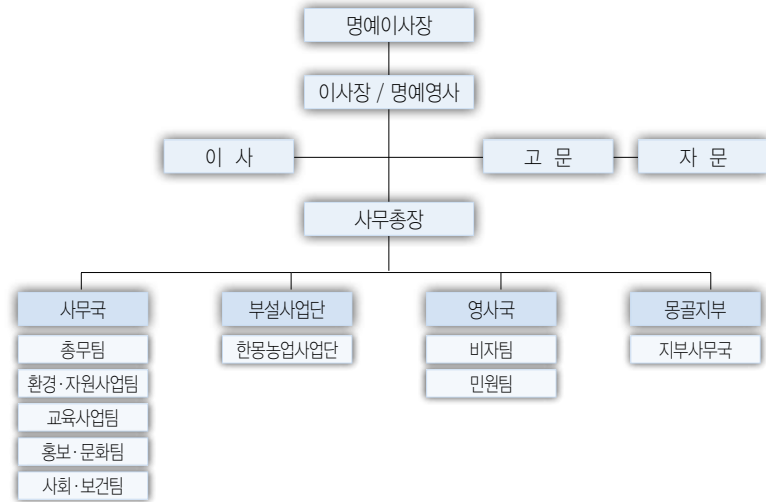 명예이사장
이사장 / 명예영사
이 사
고 문
자 문
사무총장
사무국
부설사업단
영사국
몽골지부
총무팀
한몽농업사업단
비자팀
지부사무국
환경·자원사업팀
민원팀
교육사업팀
홍보·문화팀
사회·보건팀